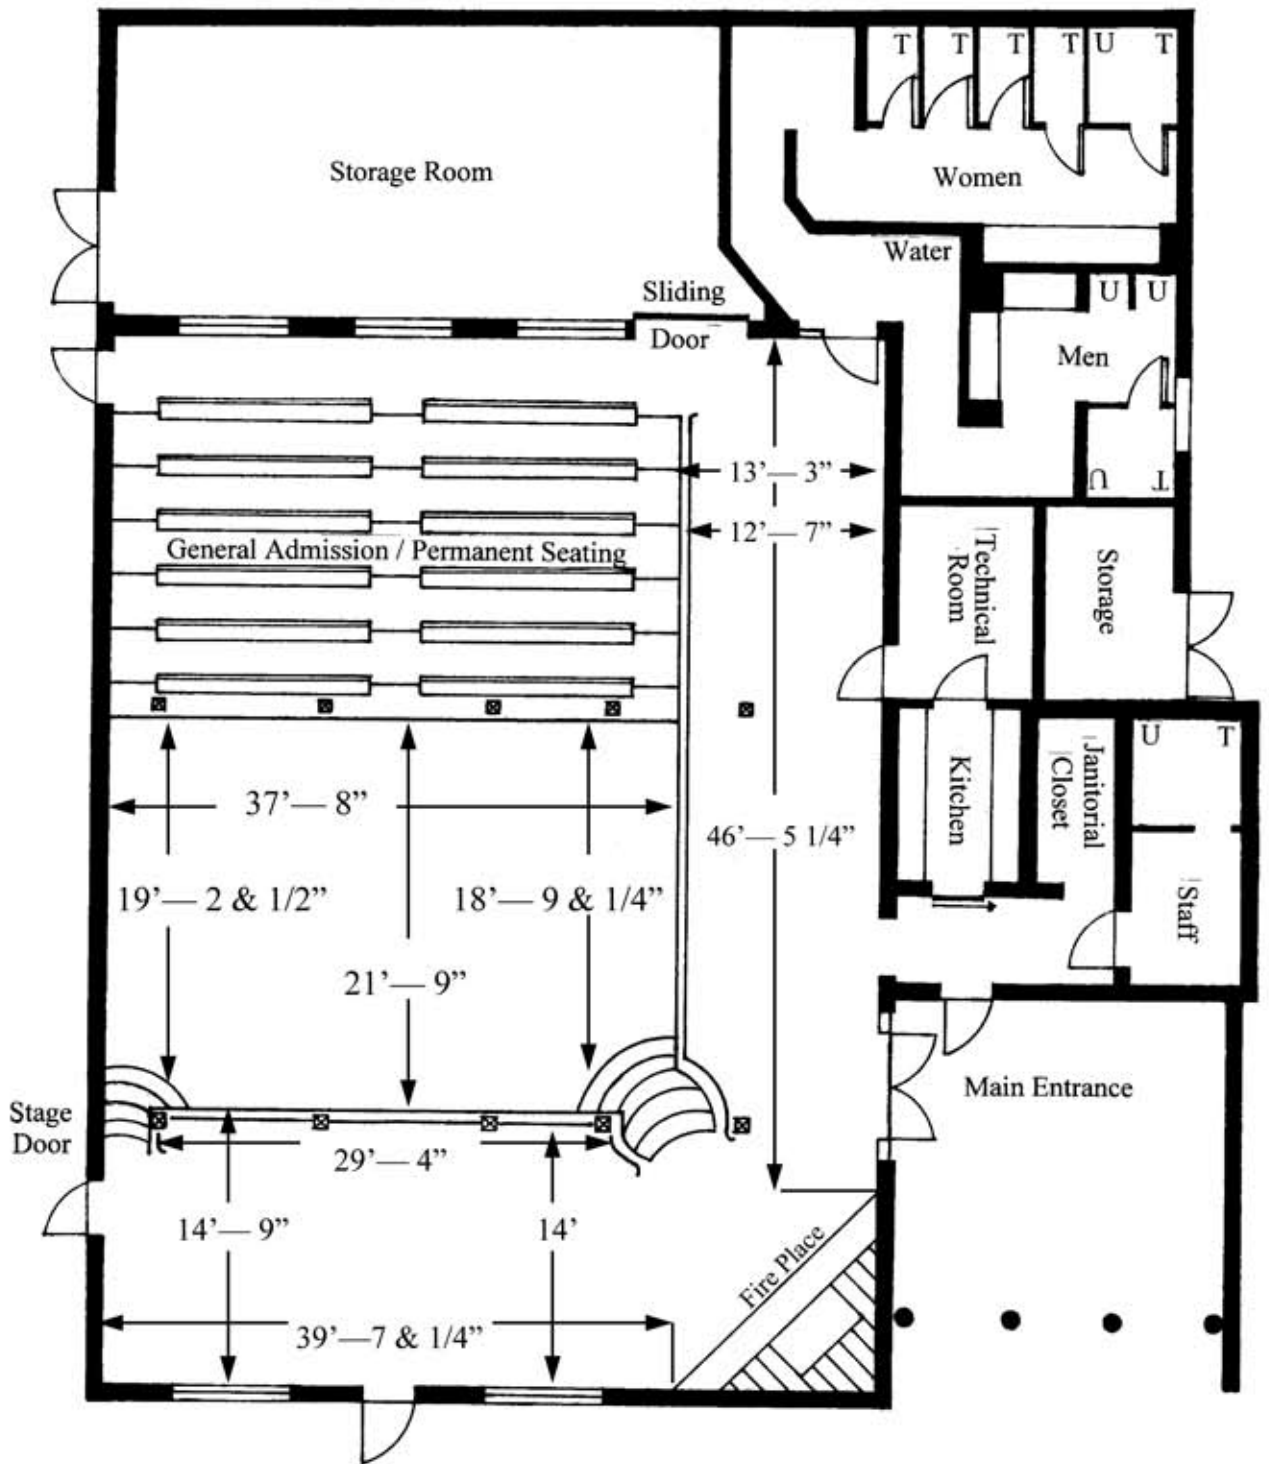 T T T T U T
Storage Room
Women
Water
Sliding
Door
U U
Men
U T
13’— 3”
12’— 7”
General Admission / Permanent Seating
Technical
Room
Storage
37’— 8”
46’— 5 1/4”
Kitchen
Janitorial
Closet
U T
19’— 2 & 1/2”
18’— 9 & 1/4”
Staff
21’— 9”
Main Entrance
Stage
Door
29’— 4”
14’— 9”
14’
Fire Place
39’—7 & 1/4”